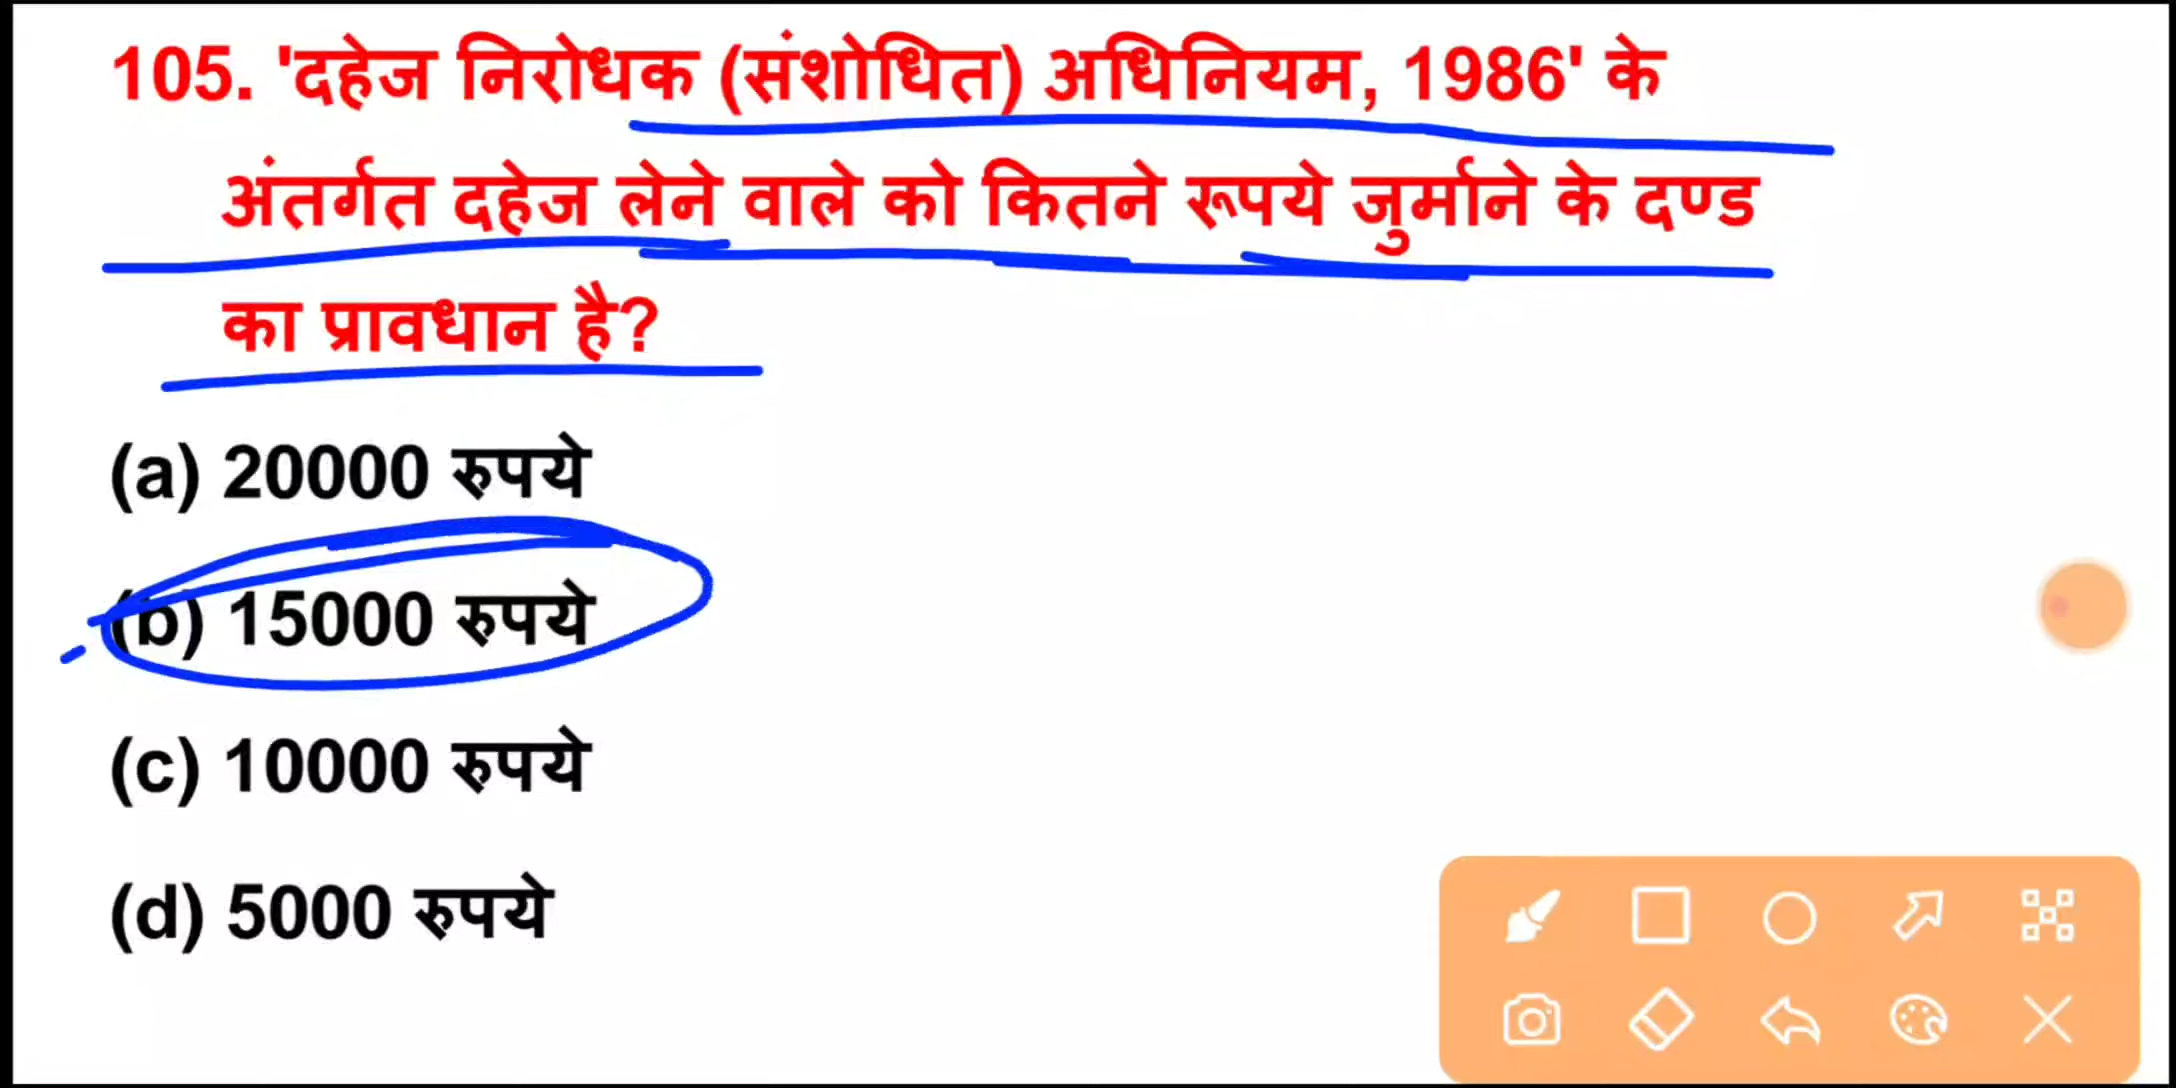 105. 'दहेज निरोधक (संशोधित) अधिनियम, 1986' के
अंतर्गत दहेज लेने वाले को कितने रूपये जुर्माने के दण्ड
का प्रावधान है?
(a) 20000 रुपये
(b) 15000 रुपये
(c) 10000 रुपये
(d) 5000 रुपये